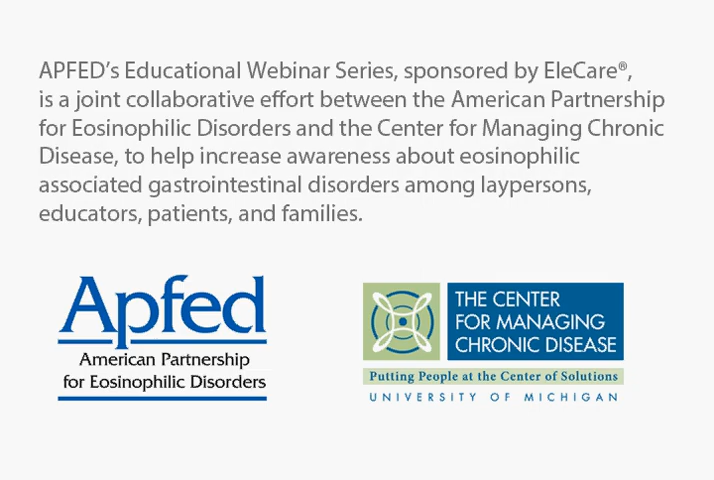 APFED's Educational Webinar Series, sponsored by EleCare®,
is a joint collaborative effort between the American Partnership
for Eosinophilic Disorders and the Center for Managing Chronic
Disease, to help increase awareness about eosinophilic
associated gastrointestinal disorders among laypersons,
educators, patients, and families.
Apfed
American Partnership
for Eosinophilic Disorders
THE CENTER
FOR MANAGING
CHRONIC DISEASE
Putting People at the Center of Solutions
UNIVERSITY OF MICHIGAN